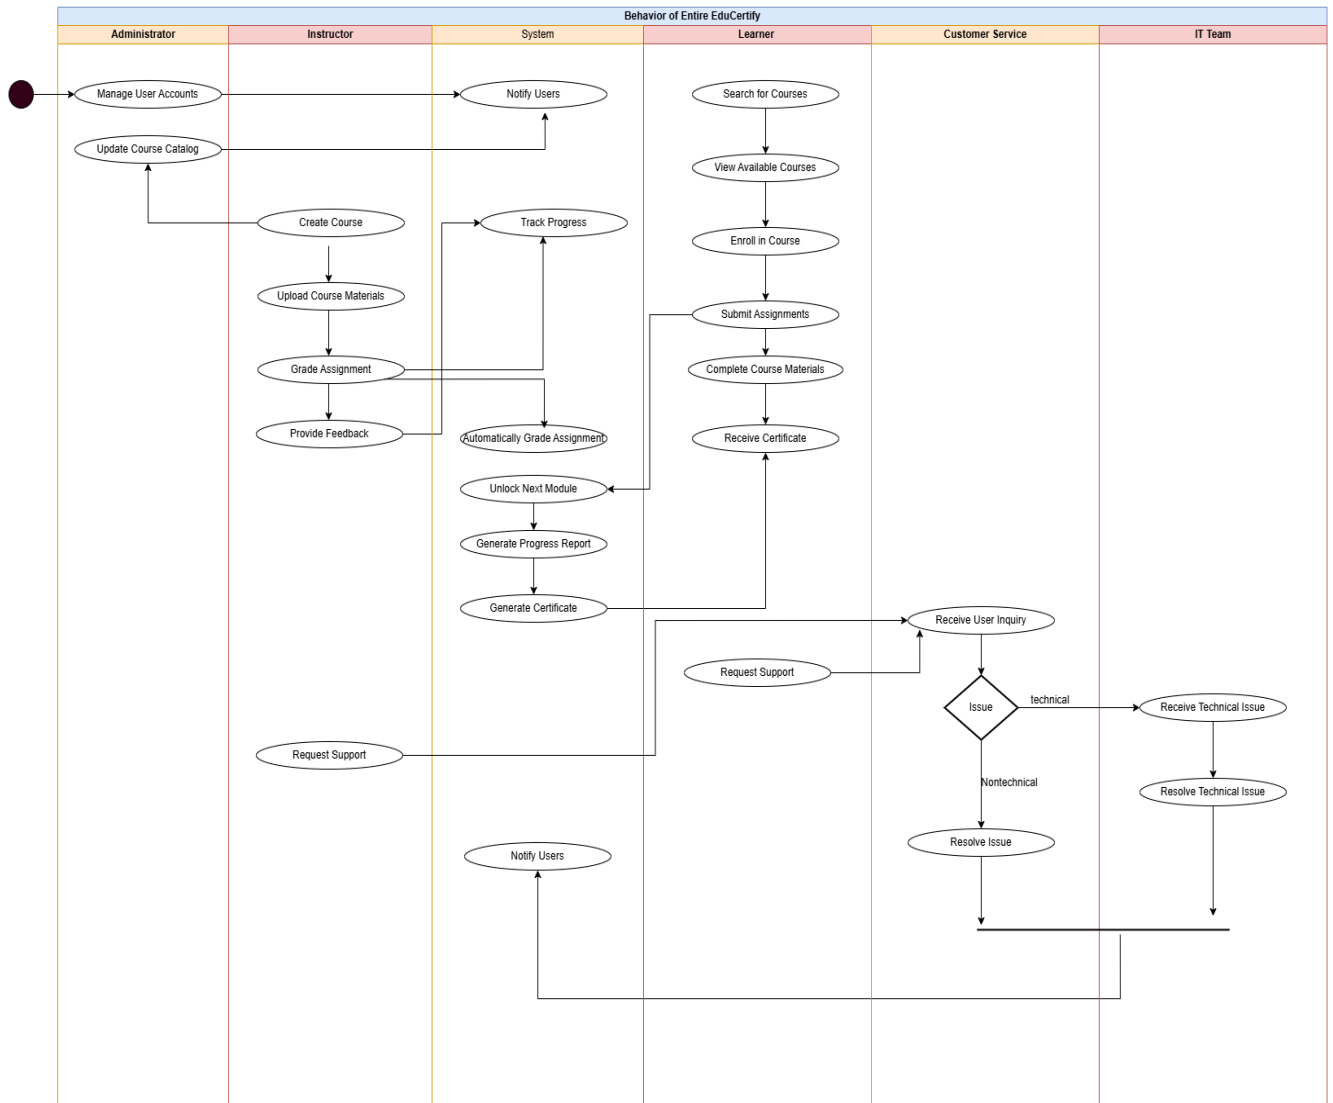 Behavior of Entire EduCertify
Administrator
Instructor
System
Learner
Customer Service
IT Team
Manage User Accounts
Notify Users
Search for Courses
Update Course Catalog
View Available Courses
Create Course
Track Progress
Enroll in Course
Upload Course Materials
Submit Assignments
Grade Assignment
Complete Course Materials
Provide Feedback
Automatically Grade Assignment
Receive Certificate
Unlock Next Module
Generate Progress Report
Generate Certificate
Receive User Inquiry
Request Support
Issue
technical
Receive Technical Issue
Request Support
Nontechnical
Resolve Technical Issue
Resolve Issue
Notify Users